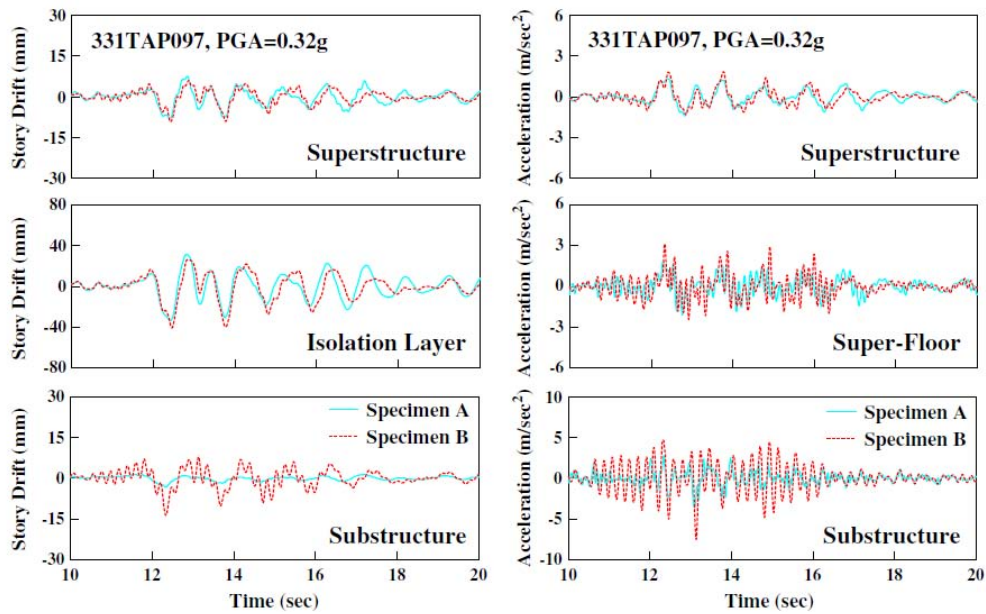 331TAP097, PGA=0.32g
Story Drift (mm)
30
15
0
-15
-30
Superstructure
331TAP097, PGA=0.32g
Acceleration (m/sec²)
6
3
0
-3
-6
Superstructure
Story Drift (mm)
80
40
0
-40
-80
Isolation Layer
Acceleration (m/sec²)
6
3
0
-3
-6
Super-Floor
Story Drift (mm)
30
15
0
-15
-30
Specimen A
Specimen B
Substructure
10 12 14 16 18 20
Time (sec)
Acceleration (m/sec²)
10
5
0
-5
-10
Specimen A
Specimen B
Substructure
10 12 14 16 18 20
Time (sec)